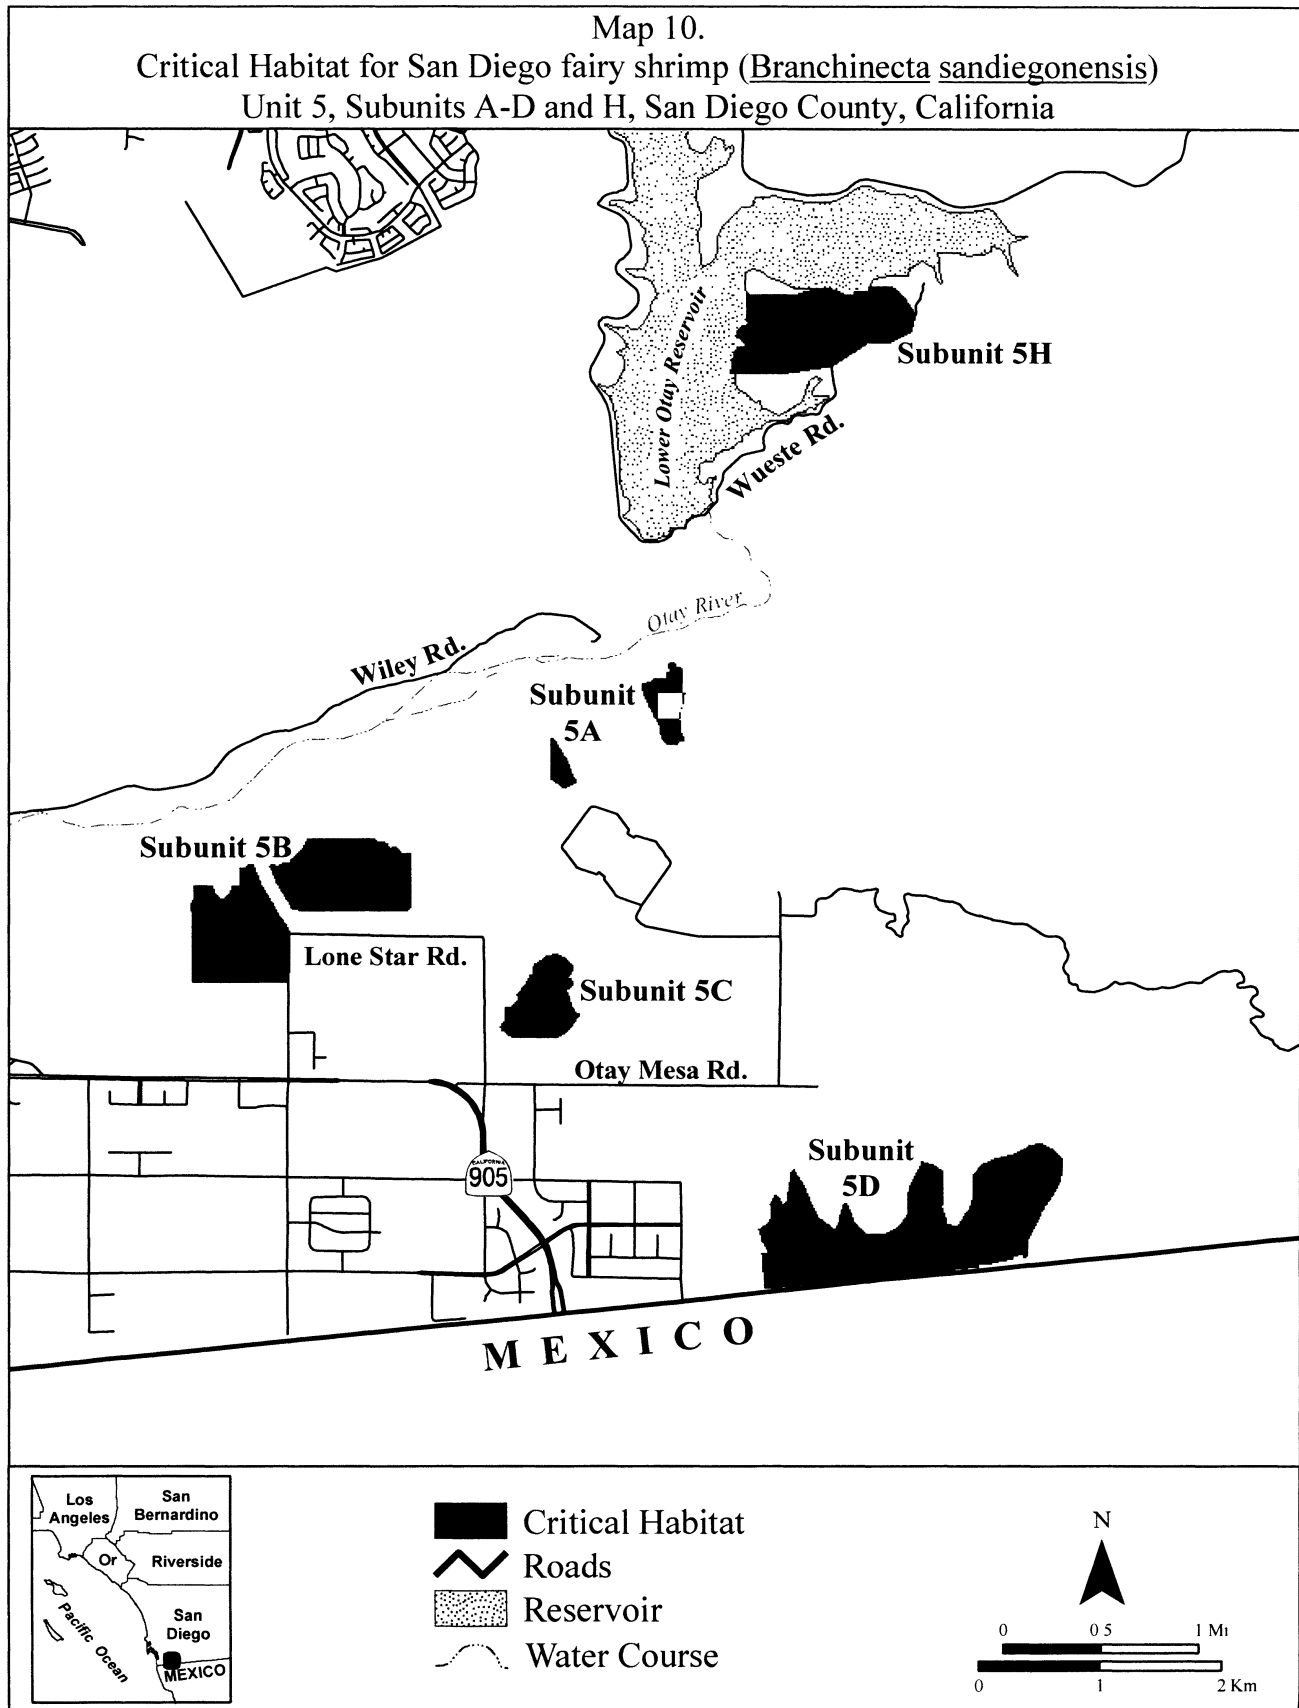 Map 10.
Critical Habitat for San Diego fairy shrimp (Branchinecta sandiegonensis)
Unit 5, Subunits A-D and H, San Diego County, California
Lower Otay Reservoir
Subunit 5H
Wueste Rd.
Otay River
Wiley Rd.
Subunit
5A
Subunit 5B
Lone Star Rd.
Subunit 5C
Otay Mesa Rd.
Subunit
5D
CALIFORNIA
905
MEXICO
Los
Angeles
San
Bernardino
Or
Riverside
San
Diego
Pacific Ocean
MEXICO
Critical Habitat
Roads
Reservoir
Water Course
N
0 0 5 1 Mi
0 1 2 Km